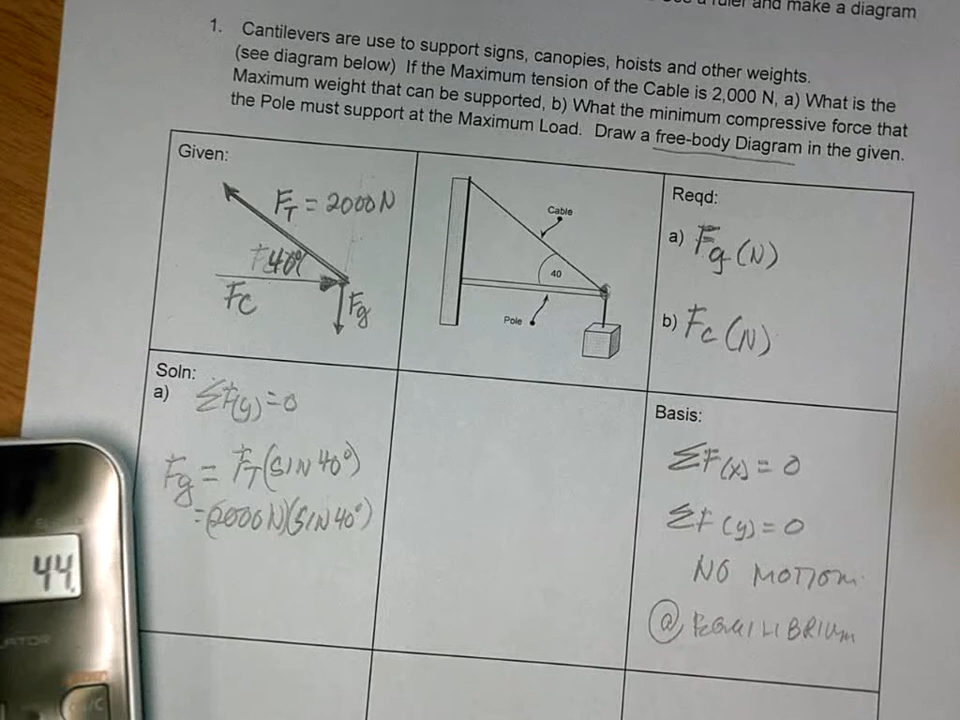 a ruler and make a diagram
1. Cantilevers are use to support signs, canopies, hoists and other weights.
(see diagram below) If the Maximum tension of the Cable is 2,000 N, a) What is the
Maximum weight that can be supported, b) What the minimum compressive force that
the Pole must support at the Maximum Load. Draw a free-body Diagram in the given.
Given:
FT = 2000N
40°
Fc
Fg
Cable
40
Pole
Reqd:
a) Fg (N)
b) Fc (N)
Soln:
a) ΣF(y)=0
Fg = FT(SIN 40°)
=(2000N)(SIN 40°)
Basis:
ΣF(x) = 0
ΣF(y) = 0
NO MOTION
@ EQUILIBRIUM
44.